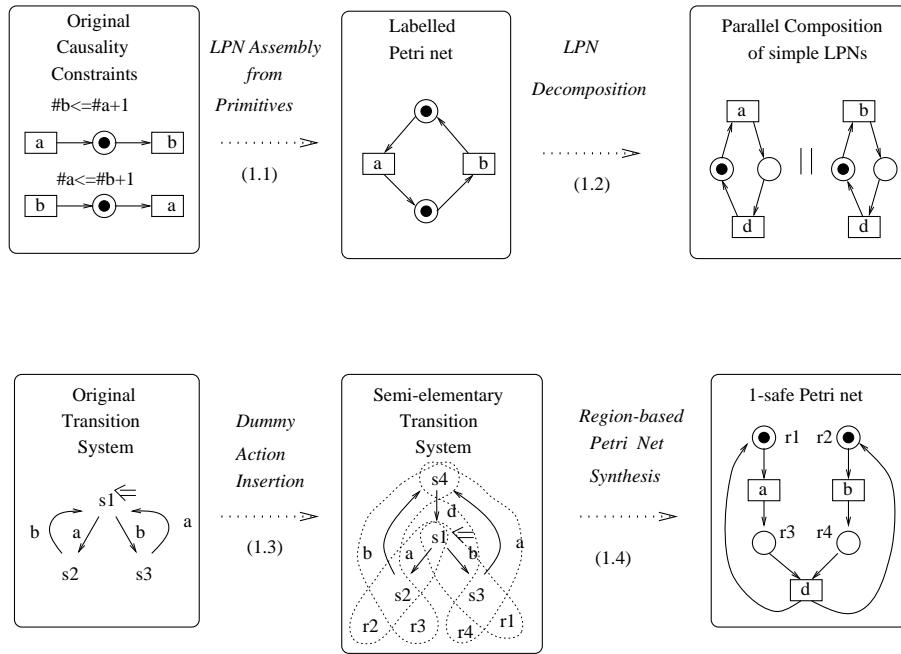 Original
Causality
Constraints
#b<=#a+1
a b
#a<=#b+1
b a
LPN Assembly
from
Primitives
(1.1)
Labelled
Petri net
a b
LPN
Decomposition
(1.2)
Parallel Composition
of simple LPNs
a b
||
d d
Original
Transition
System
s1
b a b a
s2 s3
Dummy
Action
Insertion
(1.3)
Semi-elementary
Transition
System
s4
d
s1
b a b a
s2 s3
r2 r3 r4 r1
Region-based
Petri Net
Synthesis
(1.4)
1-safe Petri net
r1 r2
a b
r3 r4
d